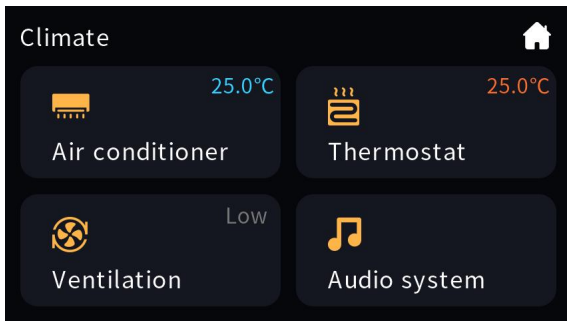 Climate
25.0°C
Air conditioner
25.0°C
Thermostat
Low
Ventilation
Audio system